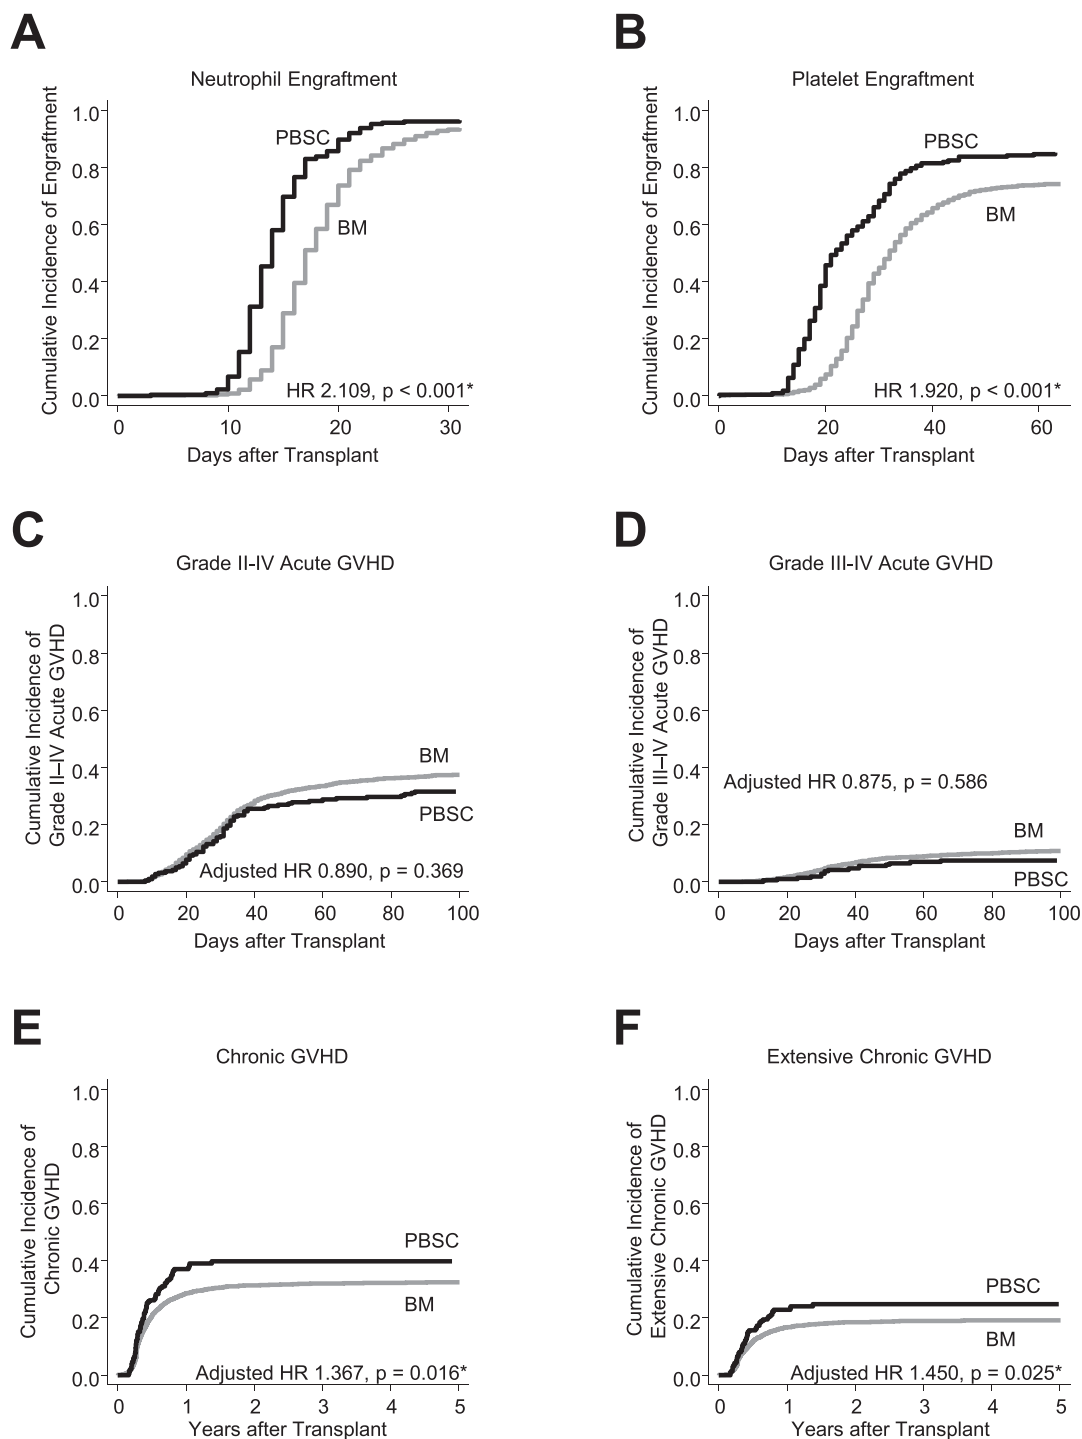 A
Neutrophil Engraftment
Cumulative Incidence of Engraftment
1.0
0.8
0.6
0.4
0.2
0.0
PBSC
BM
HR 2.109, p < 0.001*
0 10 20 30
Days after Transplant
B
Platelet Engraftment
Cumulative Incidence of Engraftment
1.0
0.8
0.6
0.4
0.2
0.0
PBSC
BM
HR 1.920, p < 0.001*
0 20 40 60
Days after Transplant
C
Grade II-IV Acute GVHD
Cumulative Incidence of
Grade II–IV Acute GVHD
1.0
0.8
0.6
0.4
0.2
0.0
BM
PBSC
Adjusted HR 0.890, p = 0.369
0 20 40 60 80 100
Days after Transplant
D
Grade III-IV Acute GVHD
Cumulative Incidence of
Grade III–IV Acute GVHD
1.0
0.8
0.6
0.4
0.2
0.0
Adjusted HR 0.875, p = 0.586
BM
PBSC
0 20 40 60 80 100
Days after Transplant
E
Chronic GVHD
Cumulative Incidence of
Chronic GVHD
1.0
0.8
0.6
0.4
0.2
0.0
PBSC
BM
Adjusted HR 1.367, p = 0.016*
0 1 2 3 4 5
Years after Transplant
F
Extensive Chronic GVHD
Cumulative Incidence of
Extensive Chronic GVHD
1.0
0.8
0.6
0.4
0.2
0.0
PBSC
BM
Adjusted HR 1.450, p = 0.025*
0 1 2 3 4 5
Years after Transplant